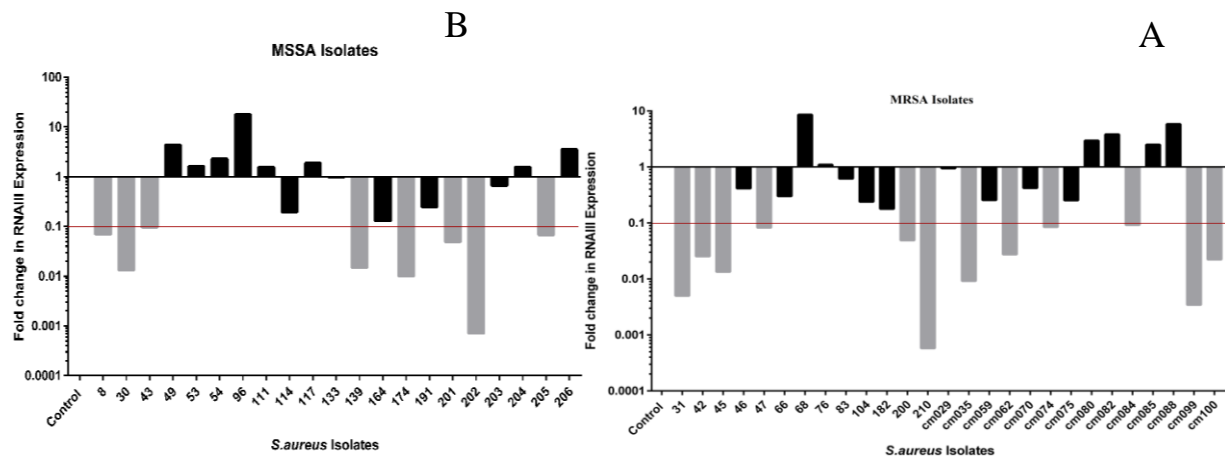 B
MSSA Isolates
Fold change in RNAIII Expression
100
10
1
0.1
0.01
0.001
0.0001
Control 8 30 43 49 53 54 96 111 114 117 133 139 164 174 191 201 202 203 204 205 206
S.aureus Isolates
A
MRSA Isolates
Fold change in RNAIII Expression
10
1
0.1
0.01
0.001
0.0001
Control 31 42 45 46 47 66 68 76 83 104 182 200 210 cm029 cm035 cm059 cm062 cm070 cm074 cm075 cm080 cm082 cm084 cm085 cm088 cm099 cm100
S.aureus Isolates